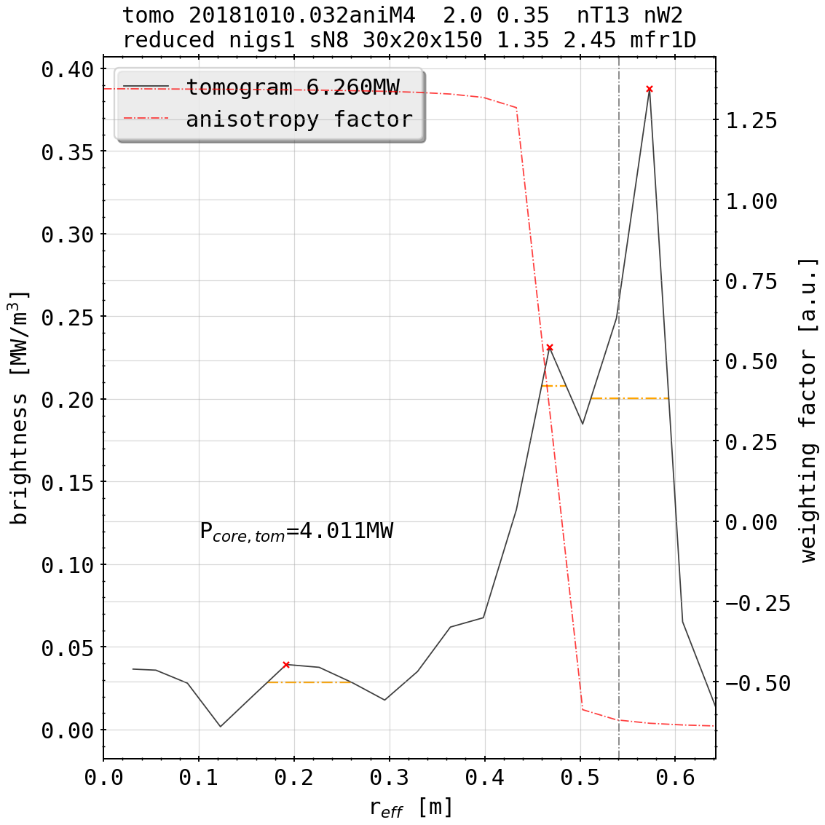 tomo 20181010.032aniM4  2.0 0.35  nT13 nW2
reduced nigs1 sN8 30x20x150 1.35 2.45 mfr1D
tomogram 6.260MW
anisotropy factor
0.40
0.35
0.30
0.25
0.20
0.15
0.10
0.05
0.00
brightness [MW/m³]
P_core,tom=4.011MW
1.25
1.00
0.75
0.50
0.25
0.00
−0.25
−0.50
weighting factor [a.u.]
0.0 0.1 0.2 0.3 0.4 0.5 0.6
r_eff [m]